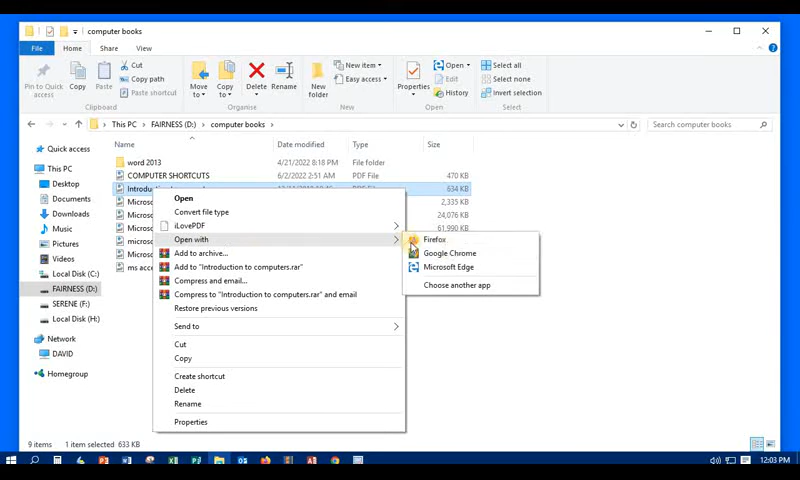 computer books
File Home Share View
Pin to Quick access
Copy
Paste
Cut
Copy path
Paste shortcut
Clipboard
Move to
Copy to
Delete
Rename
Organise
New folder
New item
Easy access
New
Properties
Open
Edit
History
Open
Select all
Select none
Invert selection
Select
This PC FAIRNESS (D:) computer books
Search computer books
Name Date modified Type Size
Quick access
This PC
Desktop
Documents
Downloads
Music
Pictures
Videos
Local Disk (C:)
FAIRNESS (D:)
SERENE (F:)
Local Disk (H:)
Network
DAVID
Homegroup
word 2013 4/21/2022 8:18 PM File folder
COMPUTER SHORTCUTS 6/2/2022 2:51 AM PDF File 470 KB
634 KB
2,335 KB
24,076 KB
61,990 KB
ms acce
Open
Convert file type
iLovePDF
Open with
Add to archive...
Add to "Introduction to computers.rar"
Compress and email...
Compress to "Introduction to computers.rar" and email
Restore previous versions
Send to
Cut
Copy
Create shortcut
Delete
Rename
Properties
Firefox
Google Chrome
Microsoft Edge
Choose another app
9 items 1 item selected 633 KB
12:03 PM